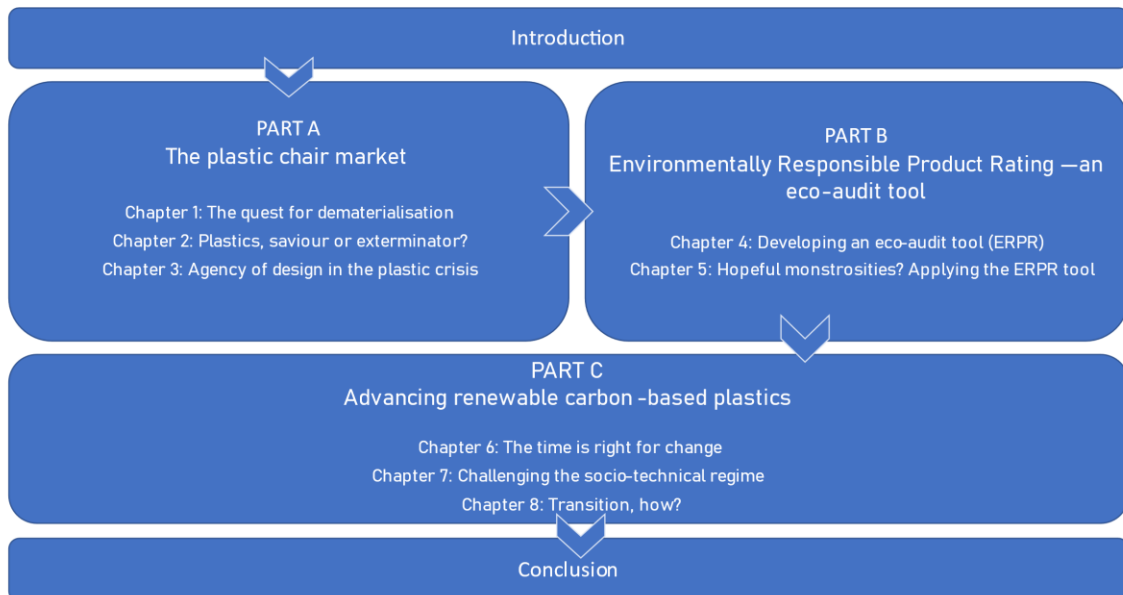 Introduction
PART A
The plastic chair market
Chapter 1: The quest for dematerialisation
Chapter 2: Plastics, saviour or exterminator?
Chapter 3: Agency of design in the plastic crisis
PART B
Environmentally Responsible Product Rating —an
eco-audit tool
Chapter 4: Developing an eco-audit tool (ERPR)
Chapter 5: Hopeful monstrosities? Applying the ERPR tool
PART C
Advancing renewable carbon -based plastics
Chapter 6: The time is right for change
Chapter 7: Challenging the socio-technical regime
Chapter 8: Transition, how?
Conclusion